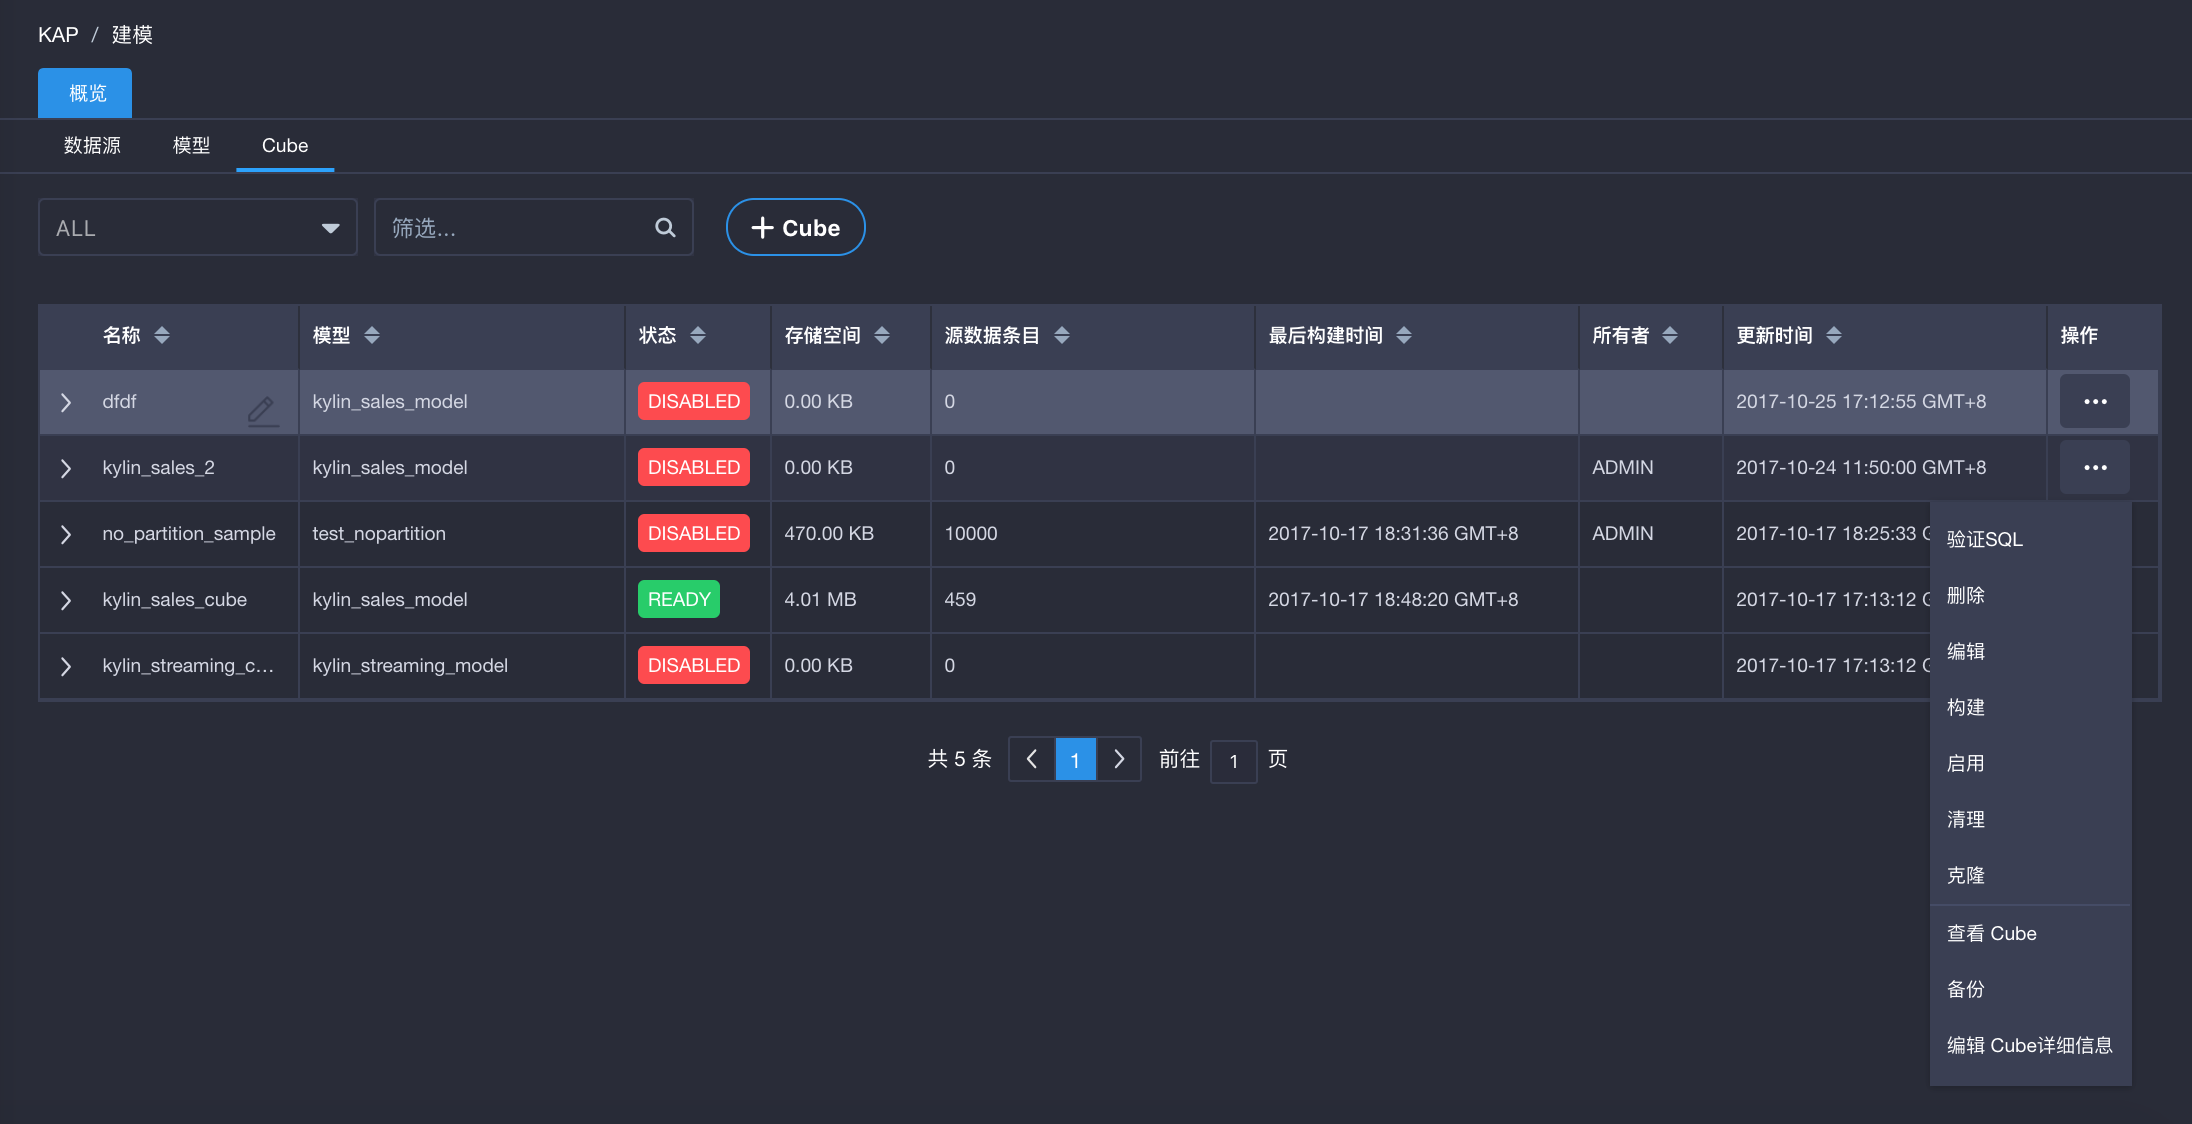 KAP / 建模
概览
数据源 模型 Cube
ALL 筛选... + Cube
名称 模型 状态 存储空间 源数据条目 最后构建时间 所有者 更新时间 操作
dfdf kylin_sales_model DISABLED 0.00 KB 0 2017-10-25 17:12:55 GMT+8 •••
kylin_sales_2 kylin_sales_model DISABLED 0.00 KB 0 ADMIN 2017-10-24 11:50:00 GMT+8 •••
no_partition_sample test_nopartition DISABLED 470.00 KB 10000 2017-10-17 18:31:36 GMT+8 ADMIN 2017-10-17 18:25:33
kylin_sales_cube kylin_sales_model READY 4.01 MB 459 2017-10-17 18:48:20 GMT+8 2017-10-17 17:13:12
kylin_streaming_c... kylin_streaming_model DISABLED 0.00 KB 0 2017-10-17 17:13:12
验证SQL
删除
编辑
构建
启用
清理
克隆
查看 Cube
备份
编辑 Cube详细信息
共 5 条 1 前往 1 页